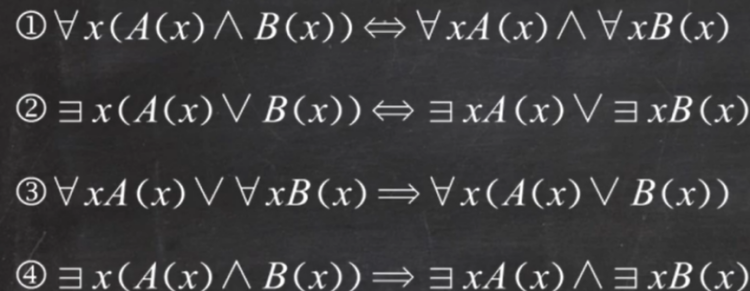 ①∀x(A(x)∧B(x))⇔∀xA(x)∧∀xB(x)
②∃x(A(x)∨B(x))⇔∃xA(x)∨∃xB(x)
③∀xA(x)∨∀xB(x)⇒∀x(A(x)∨B(x))
④∃x(A(x)∧B(x))⇒∃xA(x)∧∃xB(x)